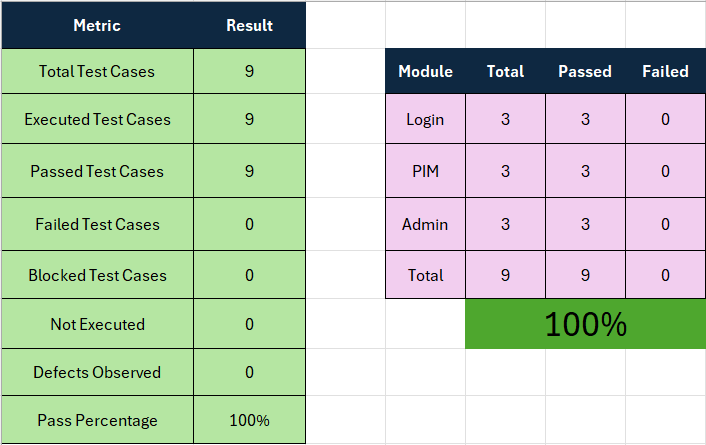 Metric Result
Total Test Cases 9
Executed Test Cases 9
Passed Test Cases 9
Failed Test Cases 0
Blocked Test Cases 0
Not Executed 0
Defects Observed 0
Pass Percentage 100%
Module Total Passed Failed
Login 3 3 0
PIM 3 3 0
Admin 3 3 0
Total 9 9 0
100%